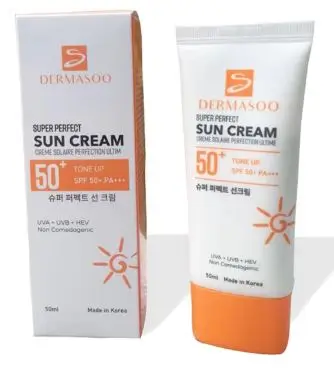 DERMASOO
SUPER PERFECT
SUN CREAM
CRÈME SOLAIRE PERFECTION ULTIM
50+
TONE UP
SPF 50+ PA+++
슈퍼 퍼펙트 선 크림
UVA + UVB + HEV
Non Comedogenic
50ml
Made in Korea
DERMASOO
SUPER PERFECT
SUN CREAM
CRÈME SOLAIRE PERFECTION ULTIME
50+
TONE UP
SPF 50+ PA+++
슈퍼 퍼펙트 선크림
UVA + UVB + HEV
Non Comedogenic
50ml
Made in Korea